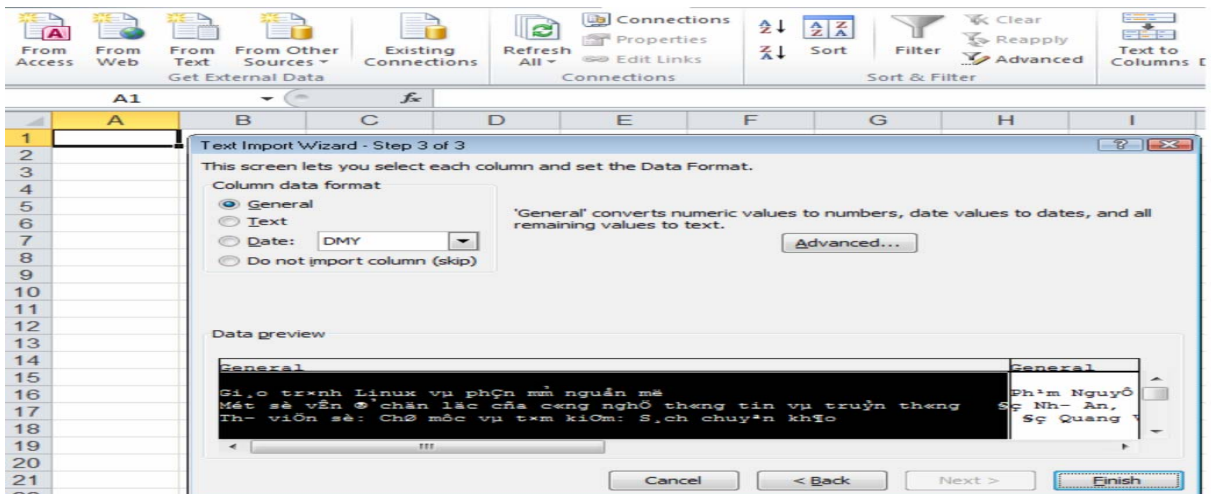 From Access
From Web
From Text
From Other Sources
Existing Connections
Refresh All
Connections
Properties
Edit Links
Sort
Filter
Clear
Reapply
Advanced
Text to Columns
Get External Data
Connections
Sort & Filter
A1
fx
A B C D E F G H I
1
2
3
4
5
6
7
8
9
10
11
12
13
14
15
16
17
18
19
20
21
Text Import Wizard - Step 3 of 3
This screen lets you select each column and set the Data Format.
Column data format
General
Text
Date: DMY
Do not import column (skip)
'General' converts numeric values to numbers, date values to dates, and all
remaining values to text.
Advanced...
Data preview
General General
Gi¸o tr×nh Linux vµ phÇn mÒm nguån më Ph¹m NguyÔ
Mét sè vÊn ®Ò chän läc cña c«ng nghÖ th«ng tin vµ truyÒn th«ng §ç Nh­ An,
Th­ viÖn sè: ChØ môc vµ t×m kiÕm: S¸ch chuyªn kh¶o §ç Quang
Cancel < Back Next > Finish